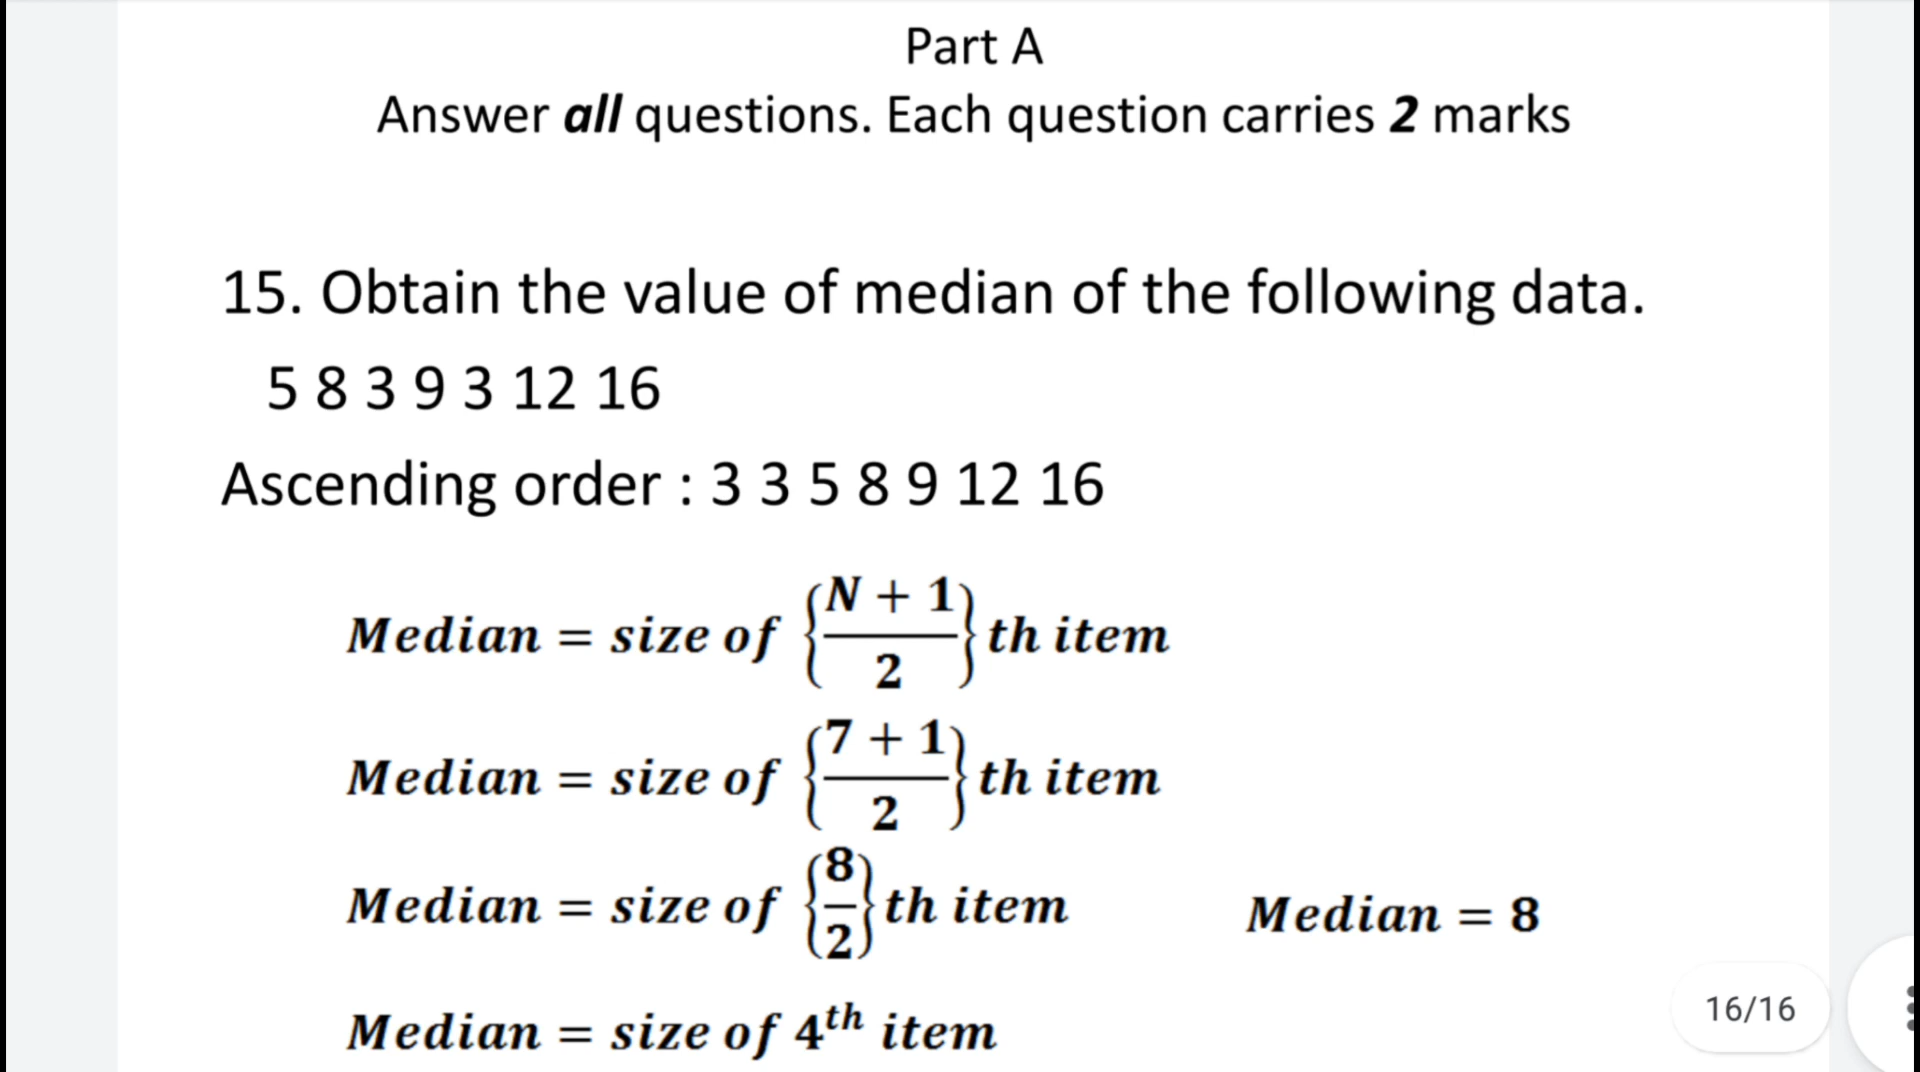 Part A
Answer all questions. Each question carries 2 marks
15. Obtain the value of median of the following data.
5 8 3 9 3 12 16
Ascending order : 3 3 5 8 9 12 16
Median = size of {(N + 1)/2} th item
Median = size of {(7 + 1)/2} th item
Median = size of {8/2} th item
Median = 8
Median = size of 4th item
16/16